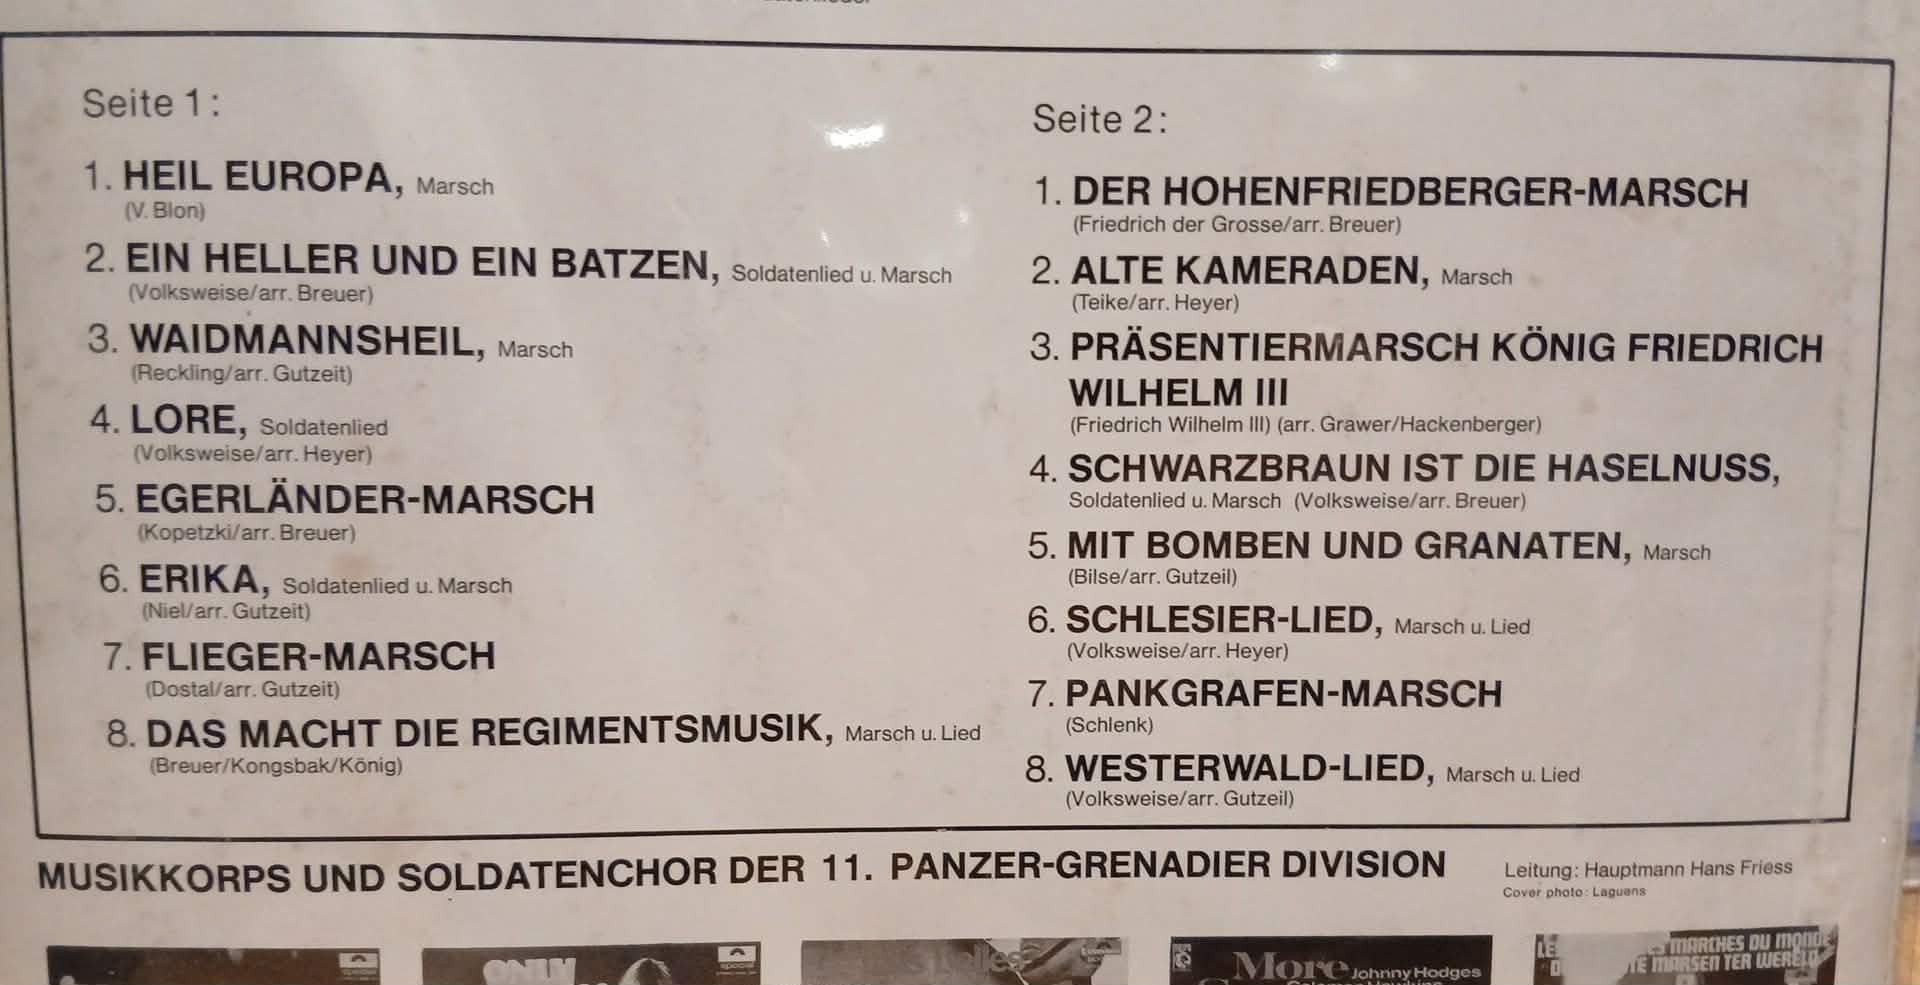 Seite 1:
1. HEIL EUROPA, Marsch
(V. Blon)
2. EIN HELLER UND EIN BATZEN, Soldatenlied u. Marsch
(Volksweise/arr. Breuer)
3. WAIDMANNSHEIL, Marsch
(Reckling/arr. Gutzeit)
4. LORE, Soldatenlied
(Volksweise/arr. Heyer)
5. EGERLÄNDER-MARSCH
(Kopetzki/arr. Breuer)
6. ERIKA, Soldatenlied u. Marsch
(Niel/arr. Gutzeit)
7. FLIEGER-MARSCH
(Dostal/arr. Gutzeit)
8. DAS MACHT DIE REGIMENTSMUSIK, Marsch u. Lied
(Breuer/Kongsbak/König)
Seite 2:
1. DER HOHENFRIEDBERGER-MARSCH
(Friedrich der Grosse/arr. Breuer)
2. ALTE KAMERADEN, Marsch
(Teike/arr. Heyer)
3. PRÄSENTIERMARSCH KÖNIG FRIEDRICH
WILHELM III
(Friedrich Wilhelm III) (arr. Grawer/Hackenberger)
4. SCHWARZBRAUN IST DIE HASELNUSS,
Soldatenlied u. Marsch (Volksweise/arr. Breuer)
5. MIT BOMBEN UND GRANATEN, Marsch
(Bilse/arr. Gutzeil)
6. SCHLESIER-LIED, Marsch u. Lied
(Volksweise/arr. Heyer)
7. PANKGRAFEN-MARSCH
(Schlenk)
8. WESTERWALD-LIED, Marsch u. Lied
(Volksweise/arr. Gutzeil)
MUSIKKORPS UND SOLDATENCHOR DER 11. PANZER-GRENADIER DIVISION
Leitung: Hauptmann Hans Friess
Cover photo: Laguens
special
ONLY
special
More Johnny Hodges
MARCHES DU MONDE
MARSEN TER WERELD